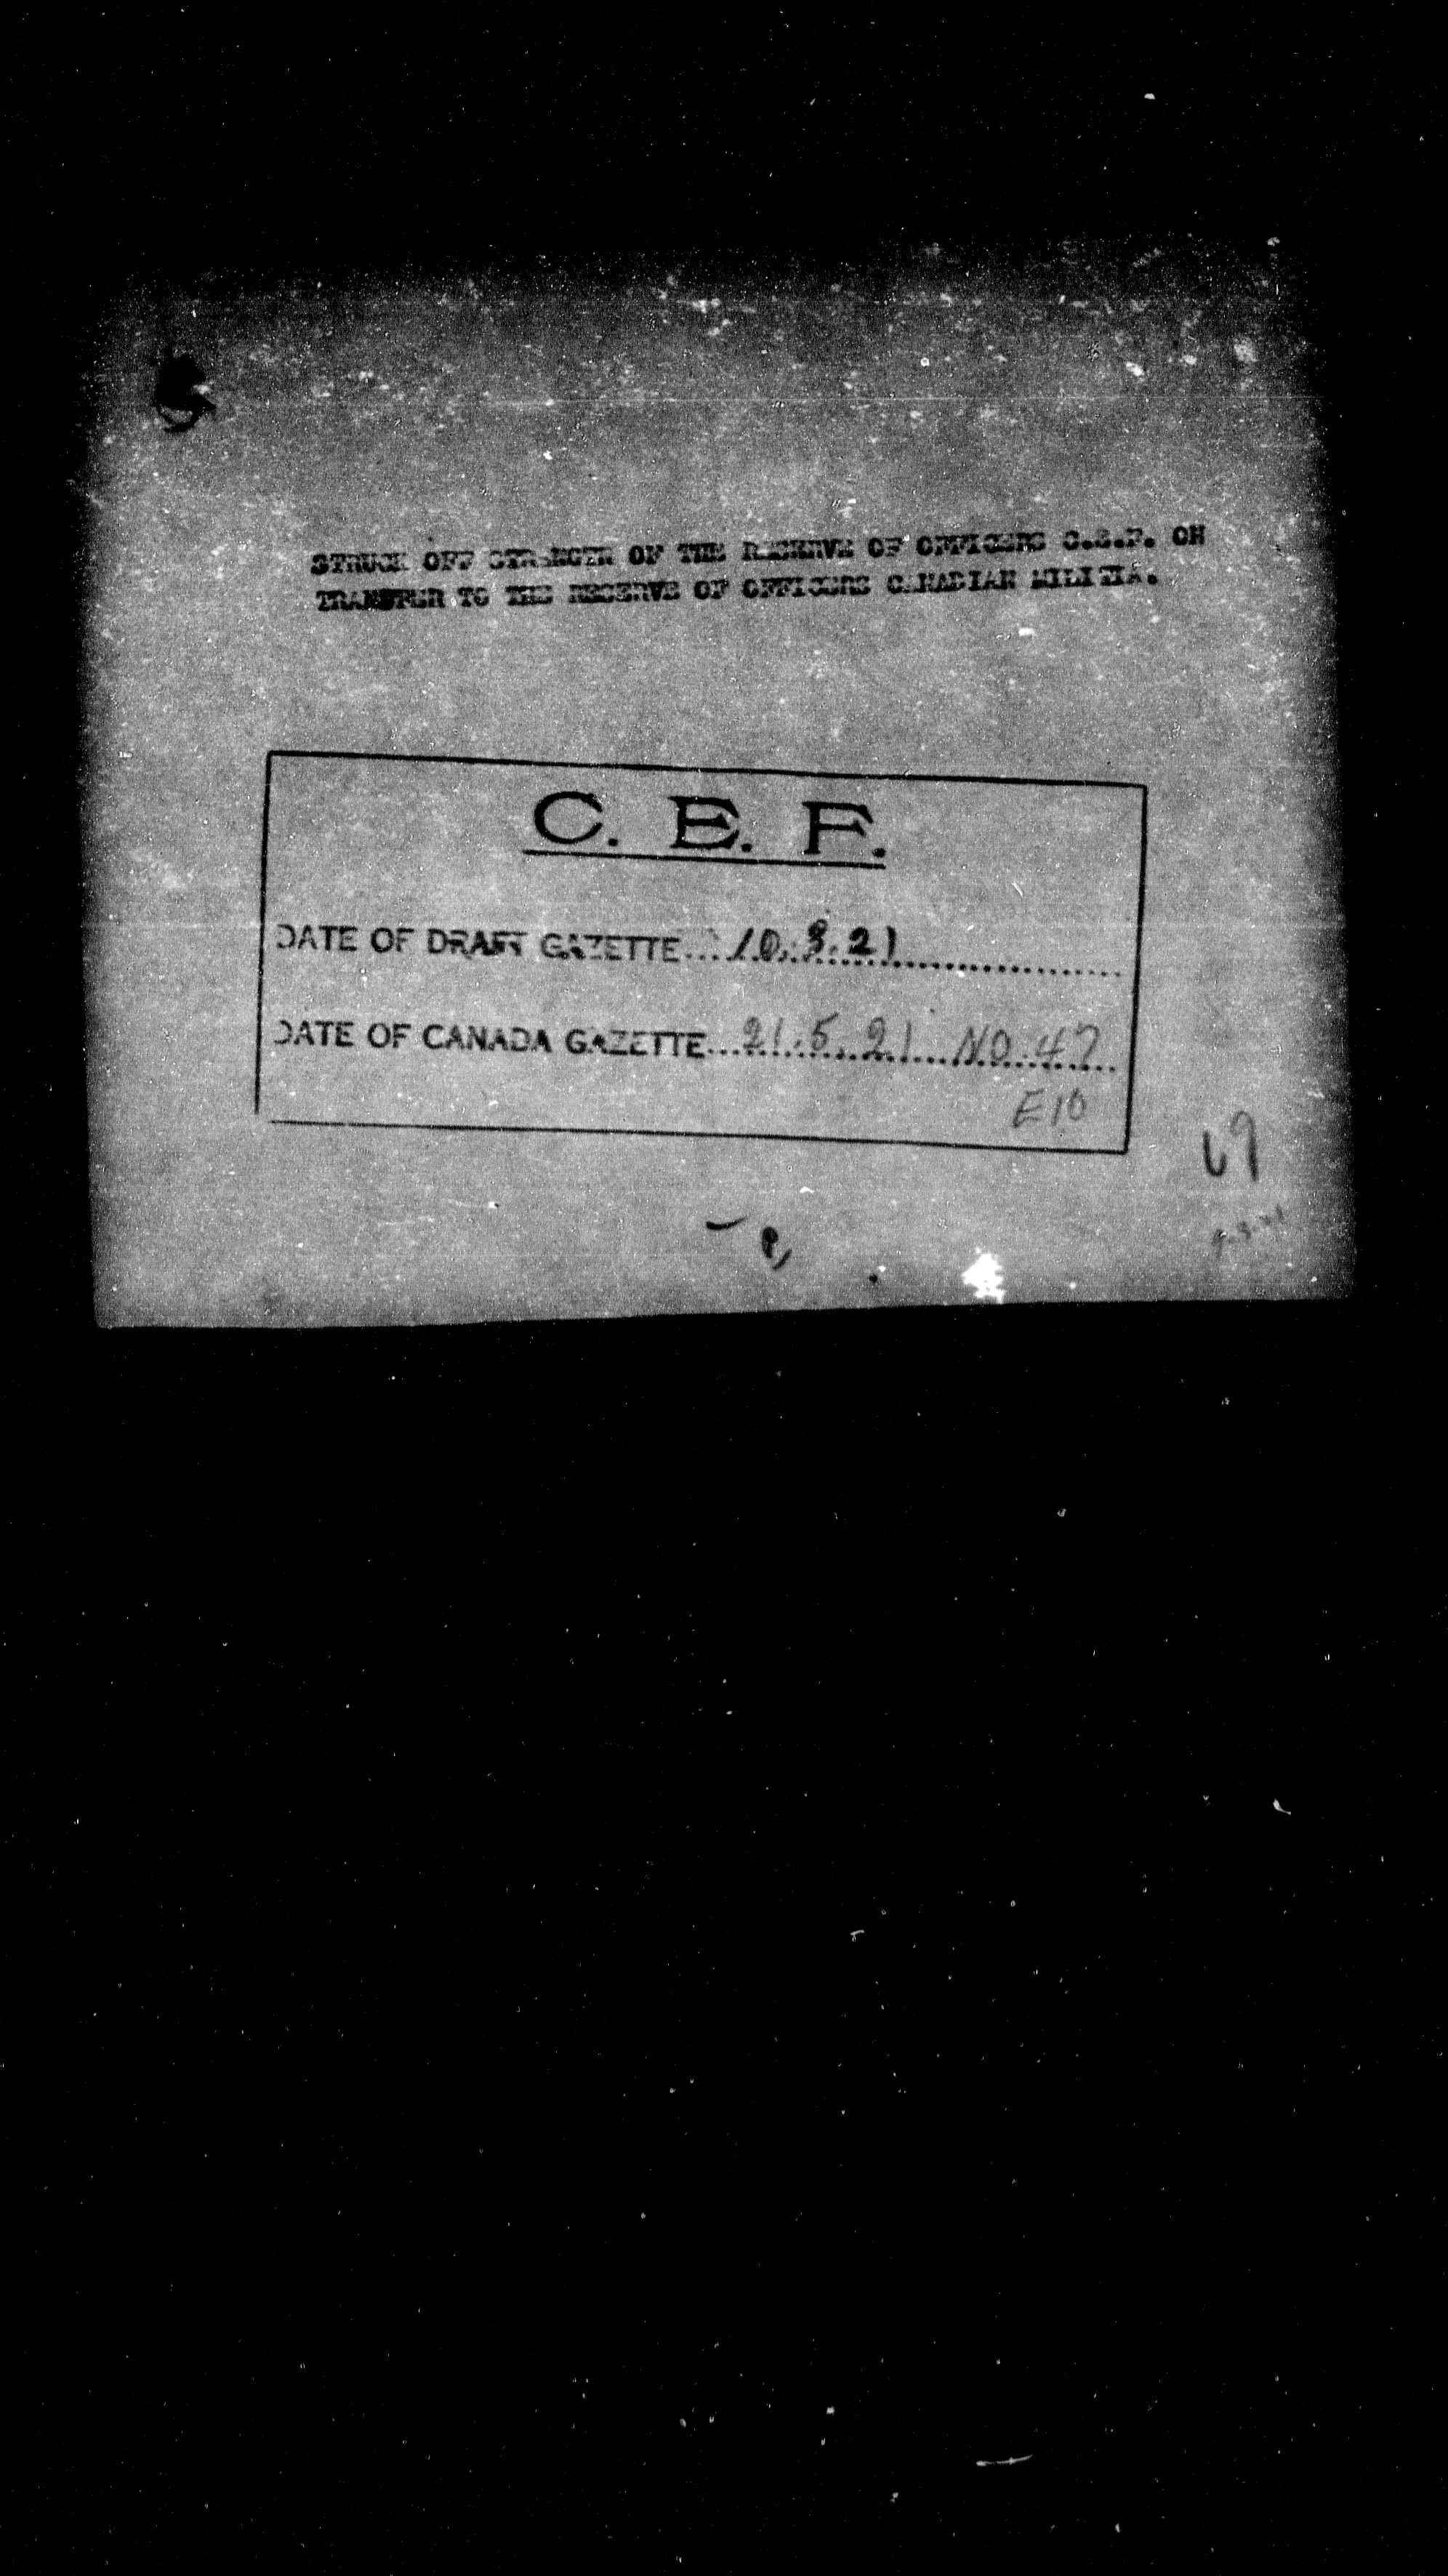 STRUCK OFF STRENGTH OF THE RESERVE OF OFFICERS C.E.F. ON
TRANSFER TO THE RESERVE OF OFFICERS CANADIAN MILITIA.
C. E. F.
DATE OF DRAFT GAZETTE...10.3.21
DATE OF CANADA GAZETTE...21.5.21 NO.47
E10